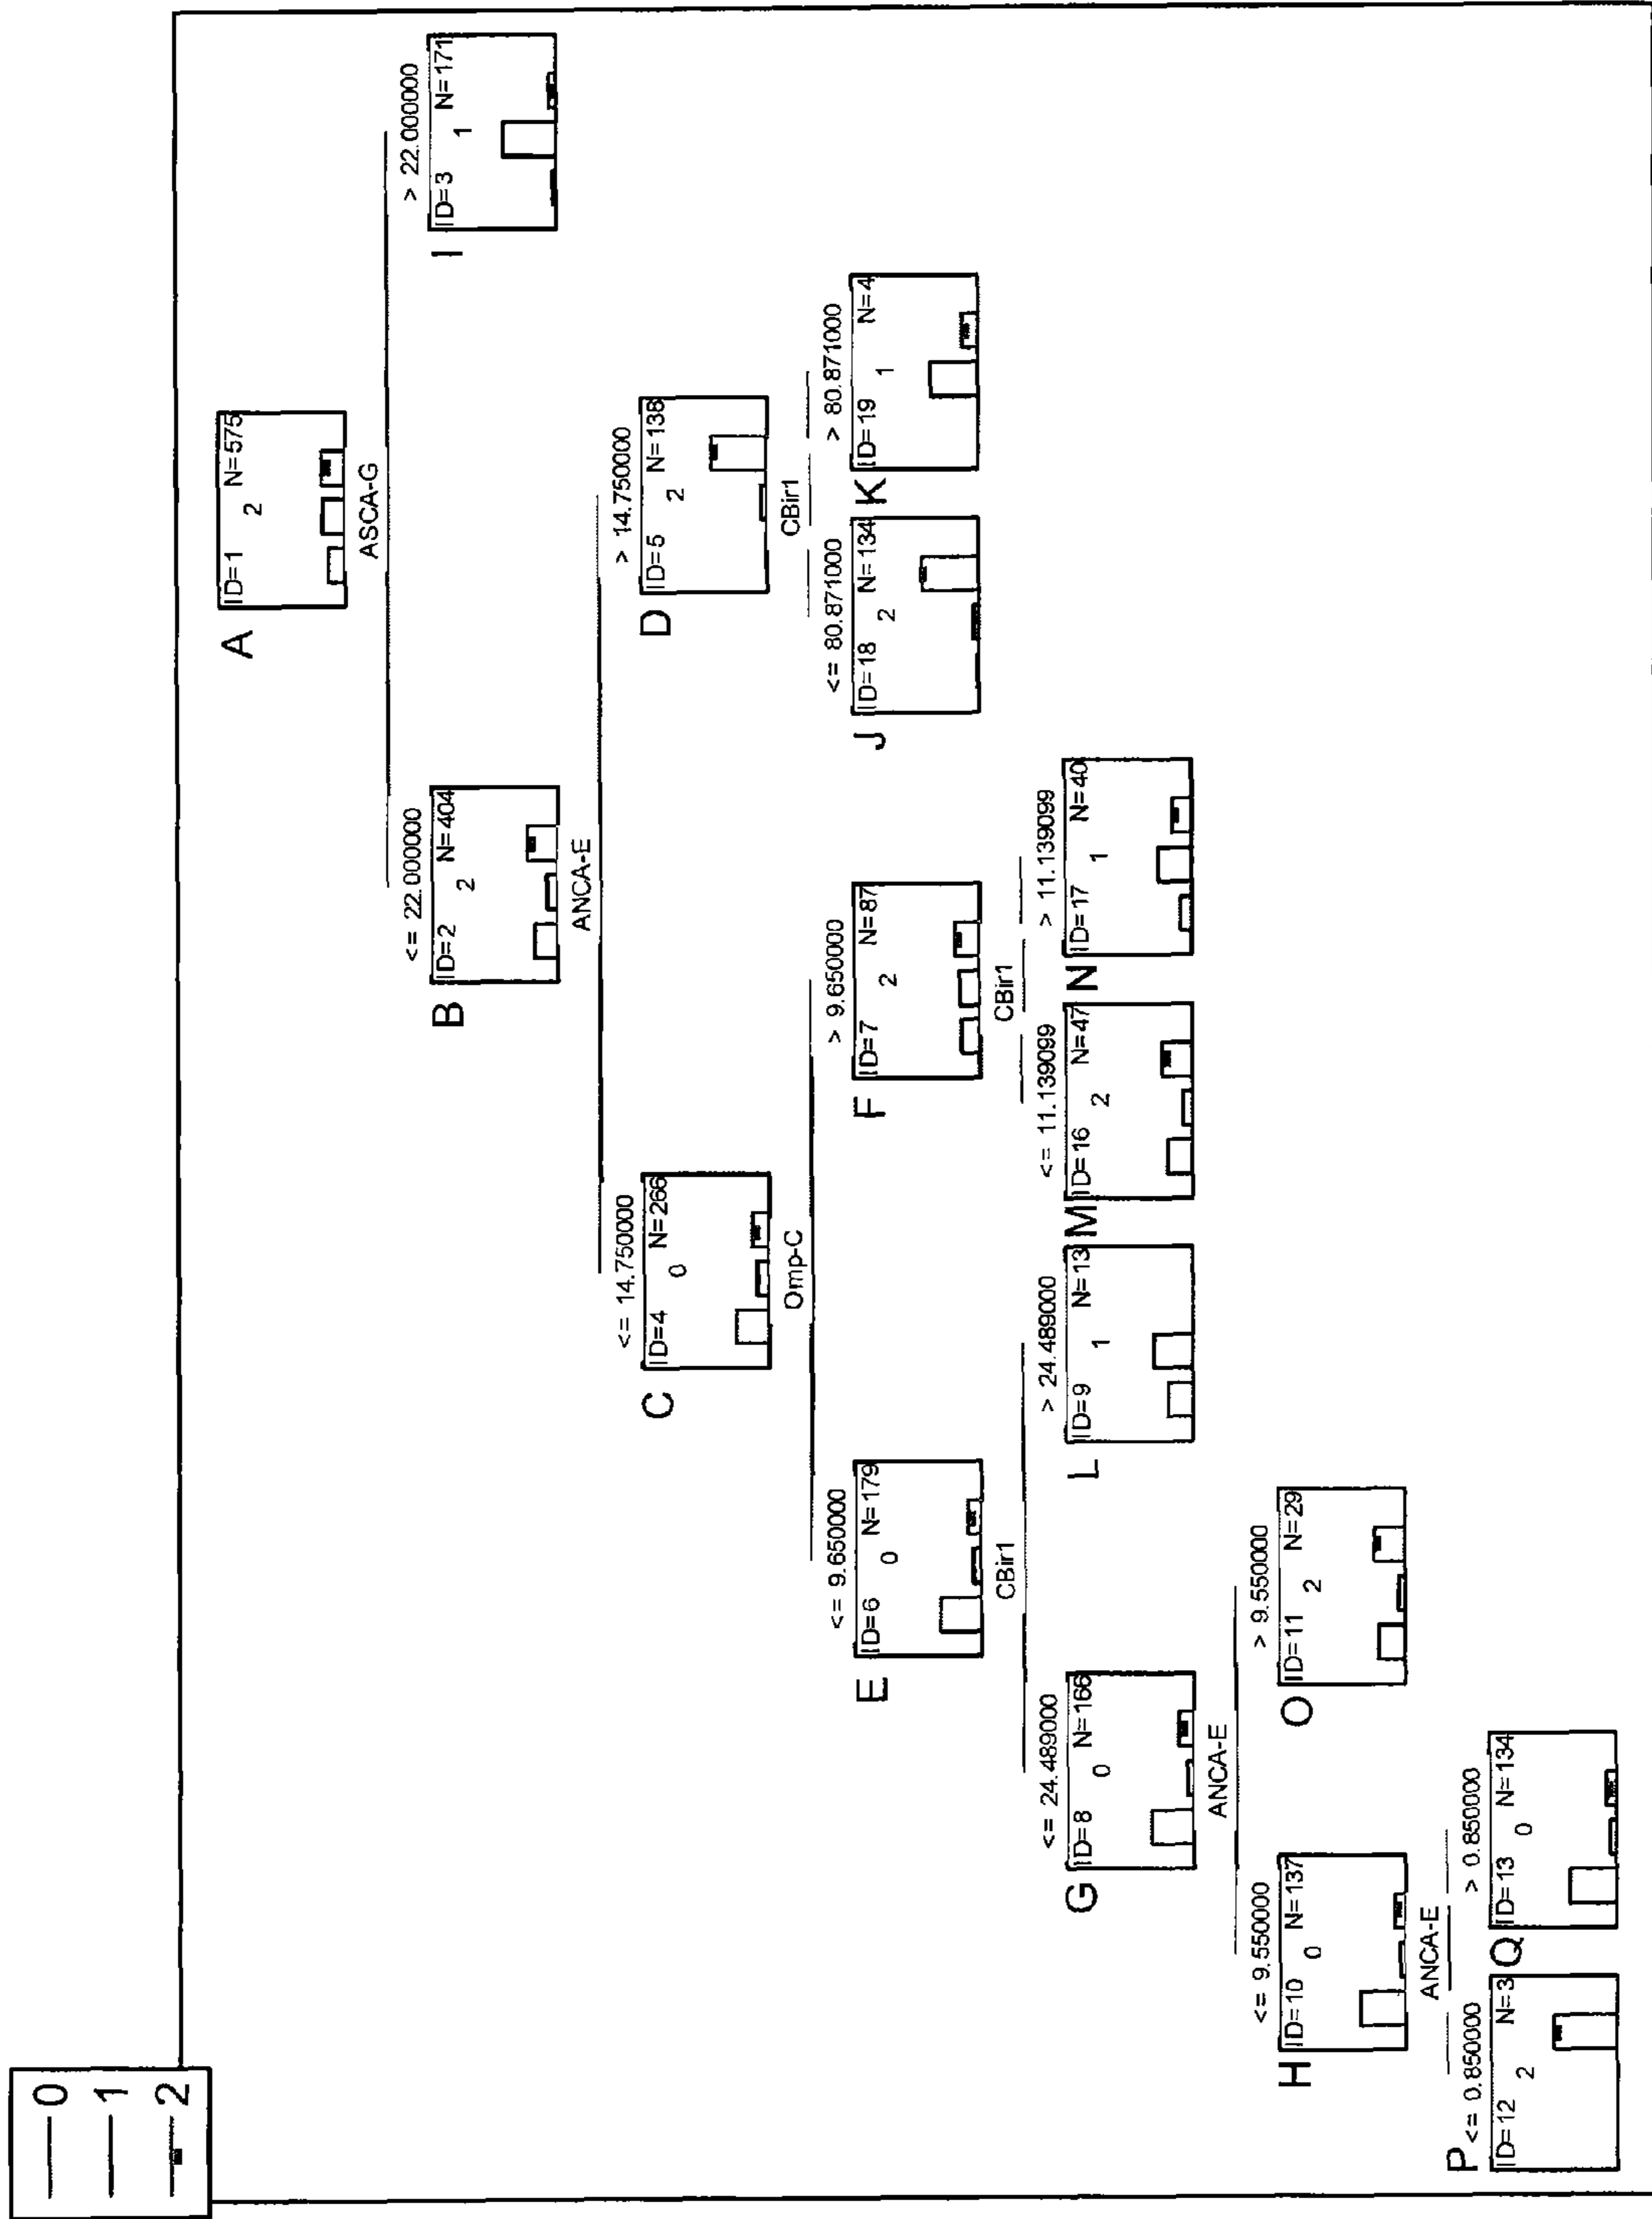 0
1
2
A
ID=1 N=575
2
ASCA-G
<= 22.000000
> 22.000000
B
ID=2 N=404
2
I
ID=3 N=171
1
ANCA-E
<= 14.750000
> 14.750000
C
ID=4 N=266
0
D
ID=5 N=138
2
Omp-C
CBir1
<= 9.650000
> 9.650000
<= 80.871000
> 80.871000
E
ID=6 N=179
0
F
ID=7 N=87
2
J
ID=18 N=134
2
K
ID=19 N=4
1
CBir1
CBir1
<= 24.489000
> 24.489000
<= 11.139099
> 11.139099
G
ID=8 N=166
0
L
ID=9 N=13
1
M
ID=16 N=47
2
N
ID=17 N=40
1
ANCA-E
<= 9.550000
> 9.550000
H
ID=10 N=137
0
O
ID=11 N=29
2
ANCA-E
<= 0.850000
> 0.850000
P
ID=12 N=3
2
Q
ID=13 N=134
0